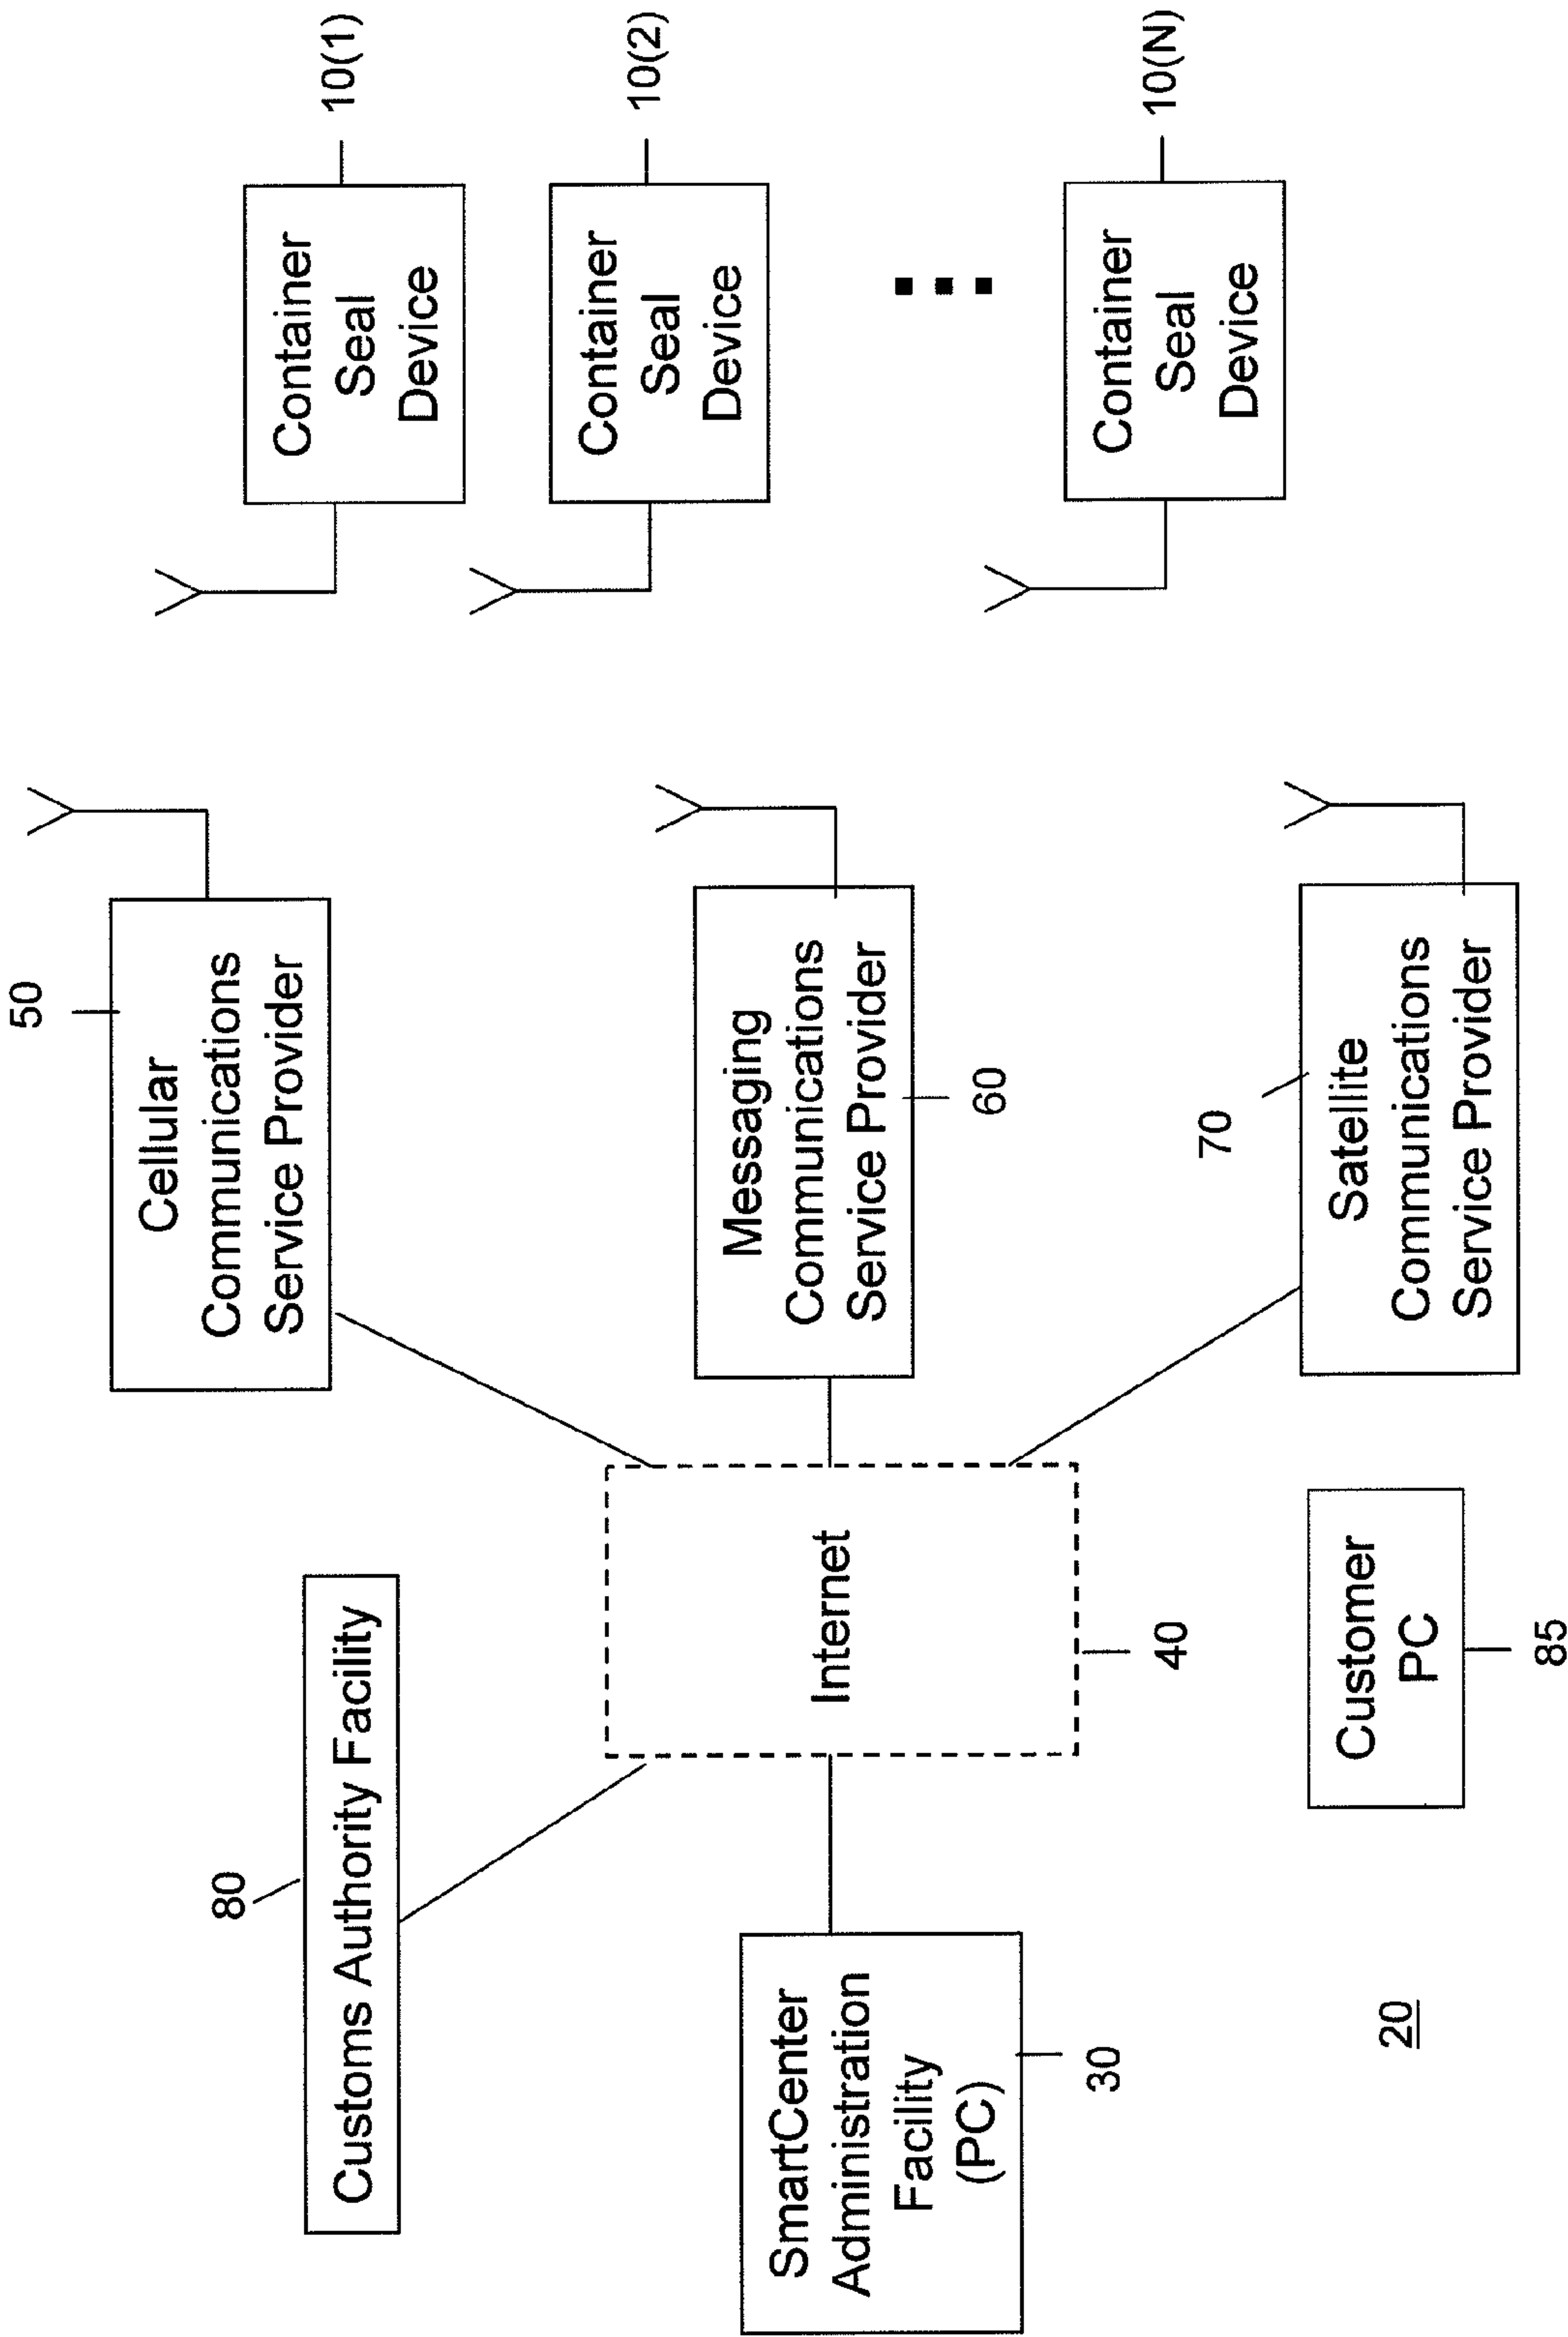 80
Customs Authority Facility
SmartCenter
Administration
Facility
(PC)
30
20
Internet
40
Customer
PC
85
50
Cellular
Communications
Service Provider
Messaging
Communications
Service Provider
60
70
Satellite
Communications
Service Provider
Container
Seal
Device
10(1)
Container
Seal
Device
10(2)
Container
Seal
Device
10(N)